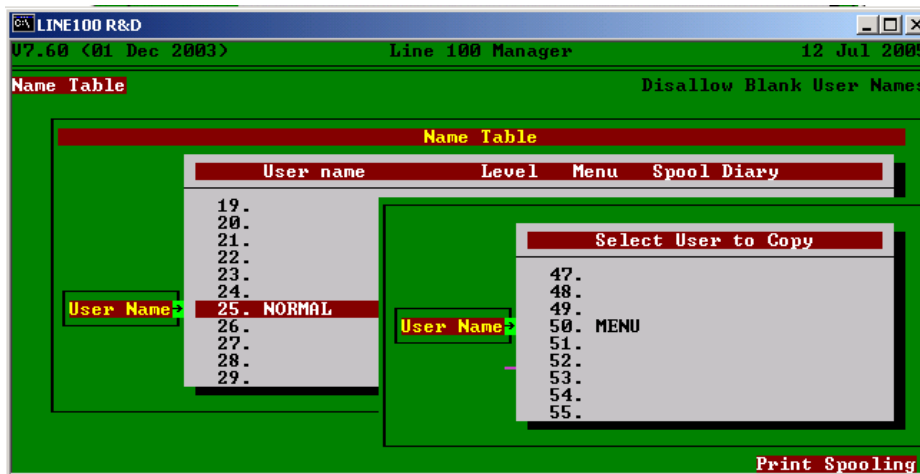 LINE100 R&D
V7.60 <01 Dec 2003> Line 100 Manager 12 Jul 2005
Name Table Disallow Blank User Names
Name Table
User name Level Menu Spool Diary
19.
20.
21.
22.
23.
24.
User Name→ 25. NORMAL
26.
27.
28.
29.
Select User to Copy
47.
48.
49.
User Name→ 50. MENU
51.
52.
53.
54.
55.
Print Spooling